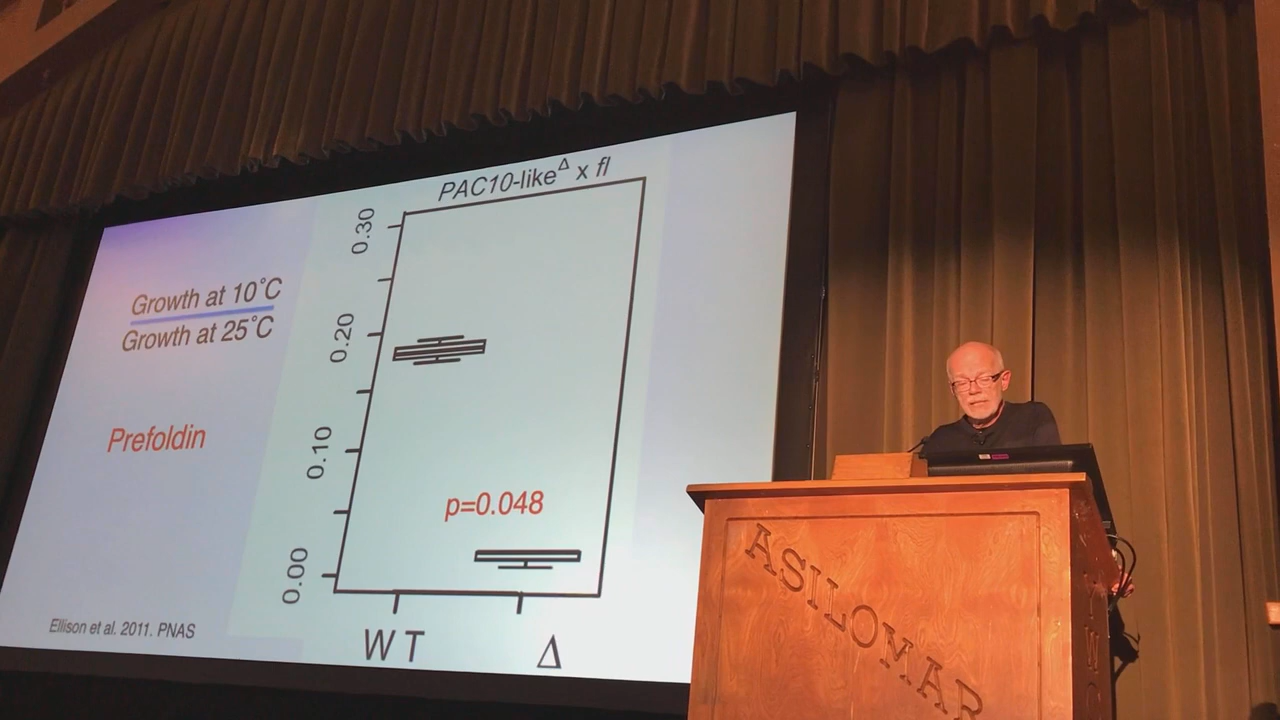 PAC10-likeΔ x fl
Growth at 10°C
Growth at 25°C
Prefoldin
0.30
0.20
0.10
0.00
p=0.048
WT
Δ
Ellison et al. 2011. PNAS
ASILOMAR